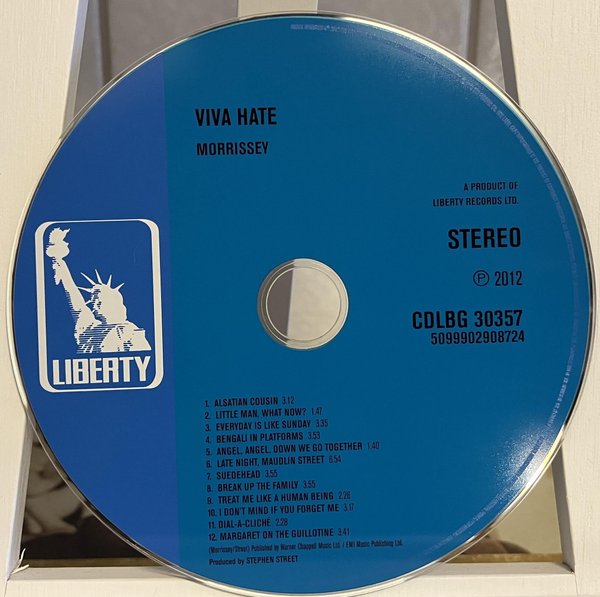 VIVA HATE
MORRISSEY
A PRODUCT OF
LIBERTY RECORDS LTD.
STEREO
℗ 2012
CDLBG 30357
5099902908724
LIBERTY
1. ALSATIAN COUSIN 3.12
2. LITTLE MAN, WHAT NOW? 1.47
3. EVERYDAY IS LIKE SUNDAY 3.35
4. BENGALI IN PLATFORMS 3.53
5. ANGEL, ANGEL, DOWN WE GO TOGETHER 1.40
6. LATE NIGHT, MAUDLIN STREET 6.54
7. SUEDEHEAD 3.55
8. BREAK UP THE FAMILY 3.55
9. TREAT ME LIKE A HUMAN BEING 2.26
10. I DON'T MIND IF YOU FORGET ME 3.17
11. DIAL-A-CLICHÉ 2.28
12. MARGARET ON THE GUILLOTINE 3.41
(Morrissey/Street) Published by Warner Chappell Music Ltd. / EMI Music Publishing Ltd.
Produced by STEPHEN STREET